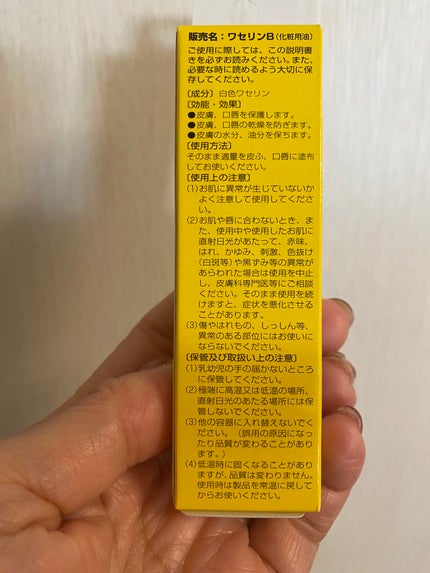 販売名：ワセリンB(化粧用油)
ご使用に際しては、この説明書
きを必ずお読みください。また、
必要な時に読めるよう大切に保
存してください。
〔成分〕白色ワセリン
〔効能・効果〕
●皮膚、口唇を保護します。
●皮膚、口唇の乾燥を防ぎます。
●皮膚の水分、油分を保ちます。
〔使用方法〕
そのまま適量を皮ふ、口唇に塗布
してお使いください。
〔使用上の注意〕
(1)お肌に異常が生じていないか
よく注意して使用してくださ
い。
(2)お肌や唇に合わないとき、ま
た、使用中や使用したお肌に
直射日光があたって、赤味、
はれ、かゆみ、刺激、色抜け
(白斑等)や黒ずみ等の異常が
あらわれた場合は使用を中止
し、皮膚科専門医等にご相談
ください。そのまま使用を続
けますと、症状を悪化させる
ことがあります。
(3)傷やはれもの、しっしん等、
異常のある部位にはお使いに
ならないでください。
〔保管及び取扱い上の注意〕
(1)乳幼児の手の届かないところ
に保管してください。
(2)極端に高温又は低温の場所、
直射日光のあたる場所には保
管しないでください。
(3)他の容器に入れ替えないでく
ださい。（誤用の原因になっ
たり品質が変わることがあり
ます。）
(4)低温時に固くなることがあり
ますが、品質は変わりません。
使用時は製品を常温に戻して
からお使いください。